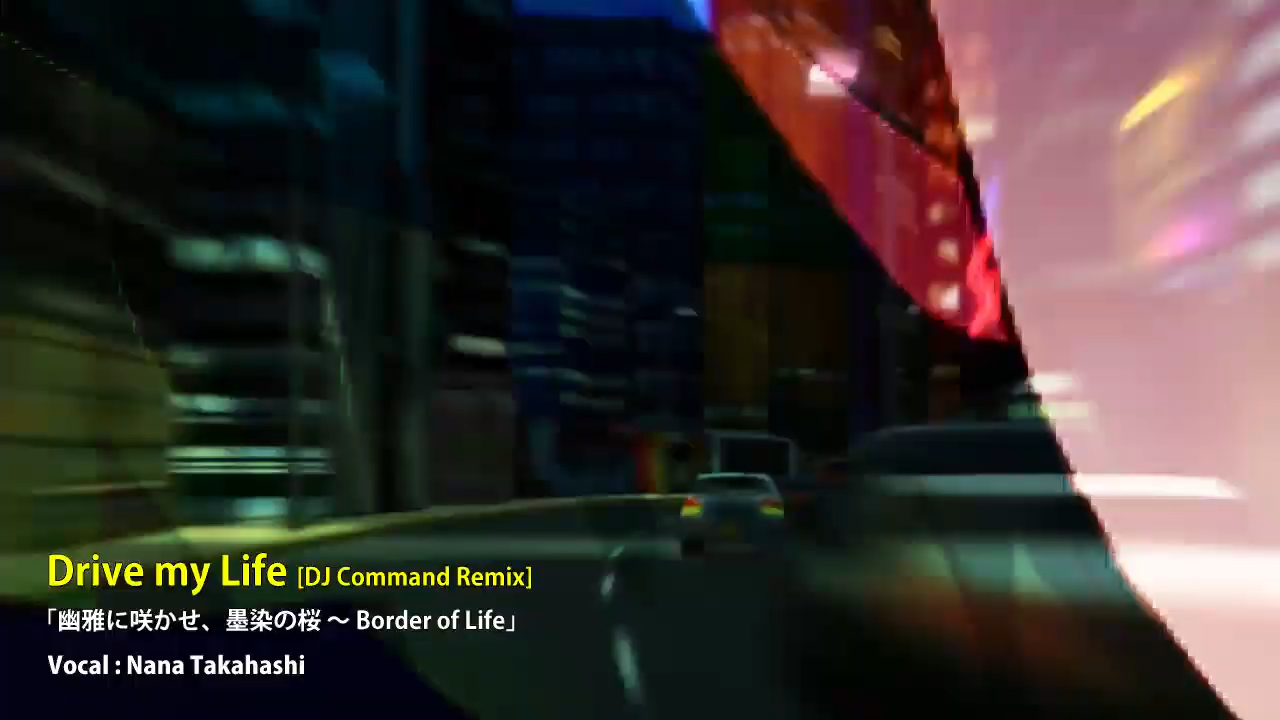 Drive my Life [DJ Command Remix]
「幽雅に咲かせ、墨染の桜 ～ Border of Life」
Vocal : Nana Takahashi